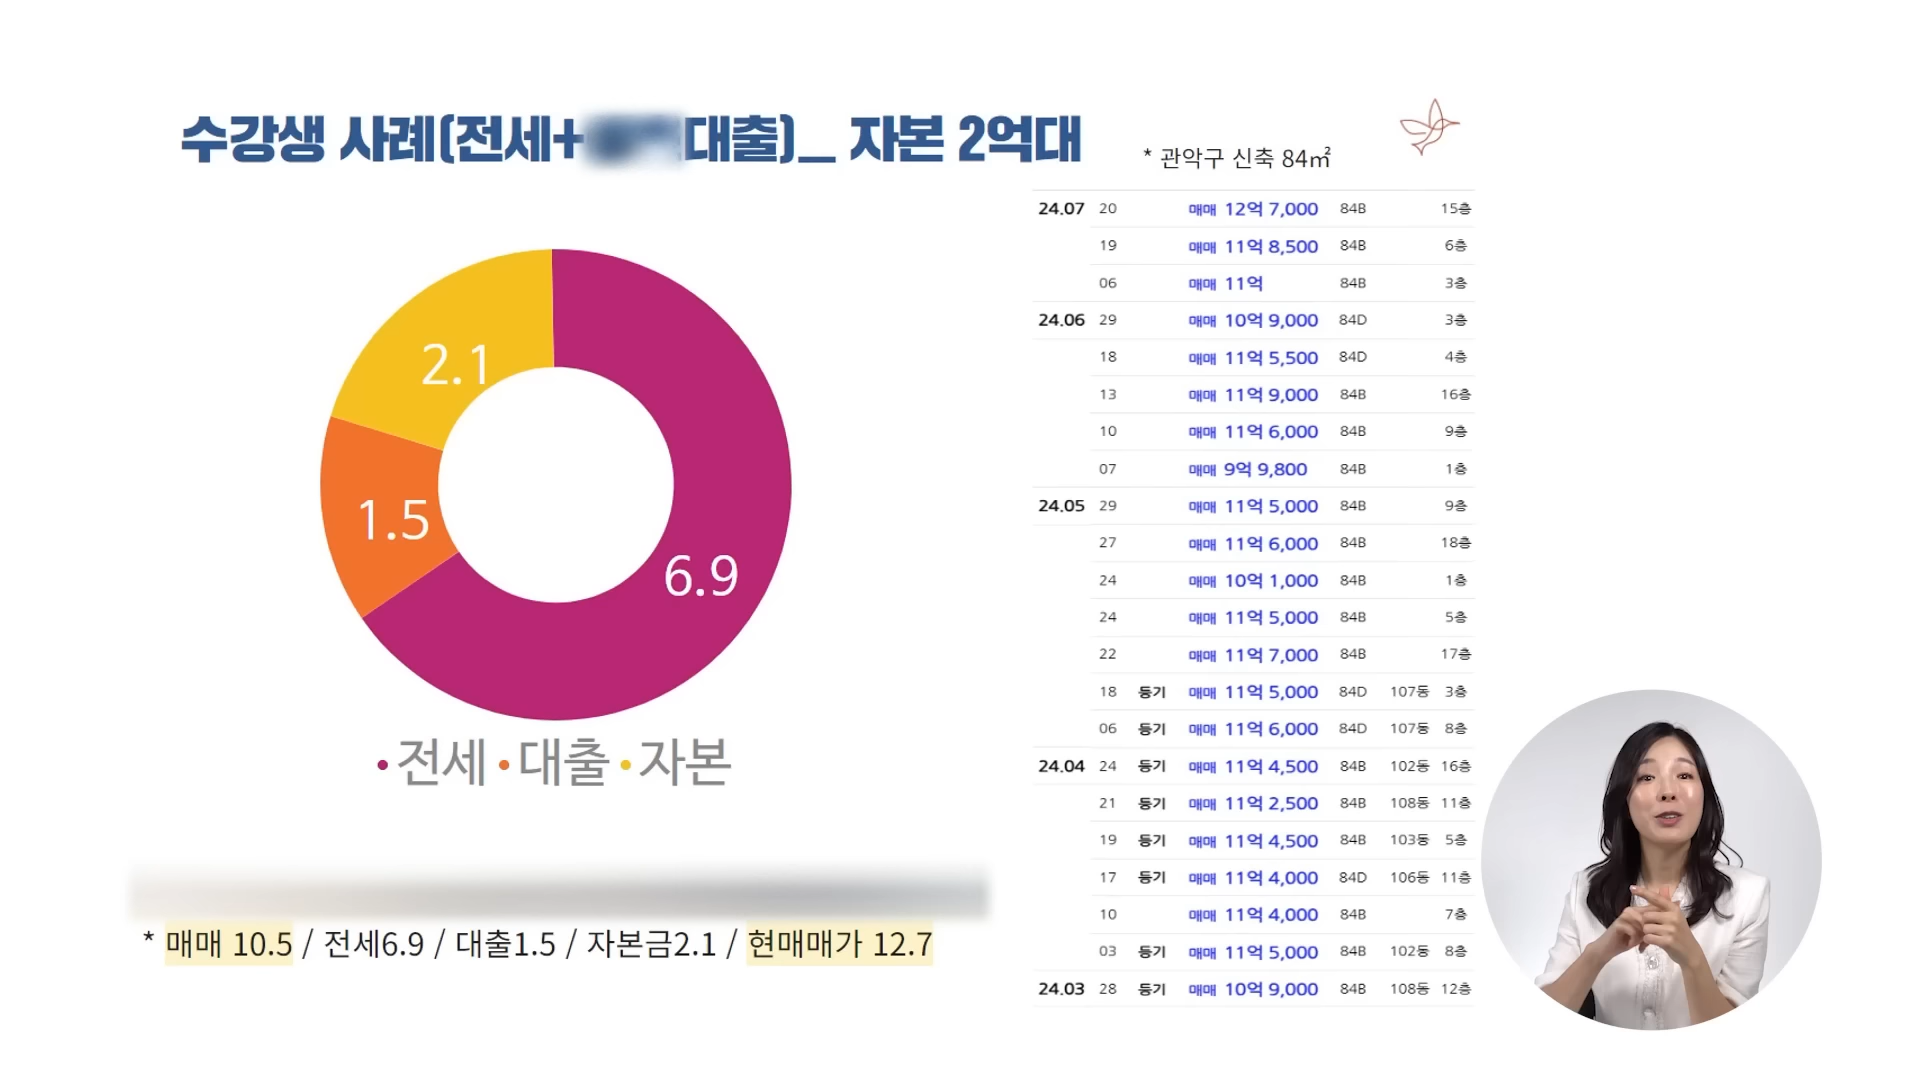 수강생 사례(전세+ 대출)_ 자본 2억대
* 관악구 신축 84㎡
2.1
1.5
6.9
•전세 •대출 •자본
* 매매 10.5 / 전세6.9 / 대출1.5 / 자본금2.1 / 현매매가 12.7
24.07 20 매매 12억 7,000 84B 15층
19 매매 11억 8,500 84B 6층
06 매매 11억 84B 3층
24.06 29 매매 10억 9,000 84D 3층
18 매매 11억 5,500 84D 4층
13 매매 11억 9,000 84B 16층
10 매매 11억 6,000 84B 9층
07 매매 9억 9,800 84B 1층
24.05 29 매매 11억 5,000 84B 9층
27 매매 11억 6,000 84B 18층
24 매매 10억 1,000 84B 1층
24 매매 11억 5,000 84B 5층
22 매매 11억 7,000 84B 17층
18 등기 매매 11억 5,000 84D 107동 3층
06 등기 매매 11억 6,000 84D 107동 8층
24.04 24 등기 매매 11억 4,500 84B 102동 16층
21 등기 매매 11억 2,500 84B 108동 11층
19 등기 매매 11억 4,500 84B 103동 5층
17 등기 매매 11억 4,000 84D 106동 11층
10 매매 11억 4,000 84B 7층
03 등기 매매 11억 5,000 84B 102동 8층
24.03 28 등기 매매 10억 9,000 84B 108동 12층